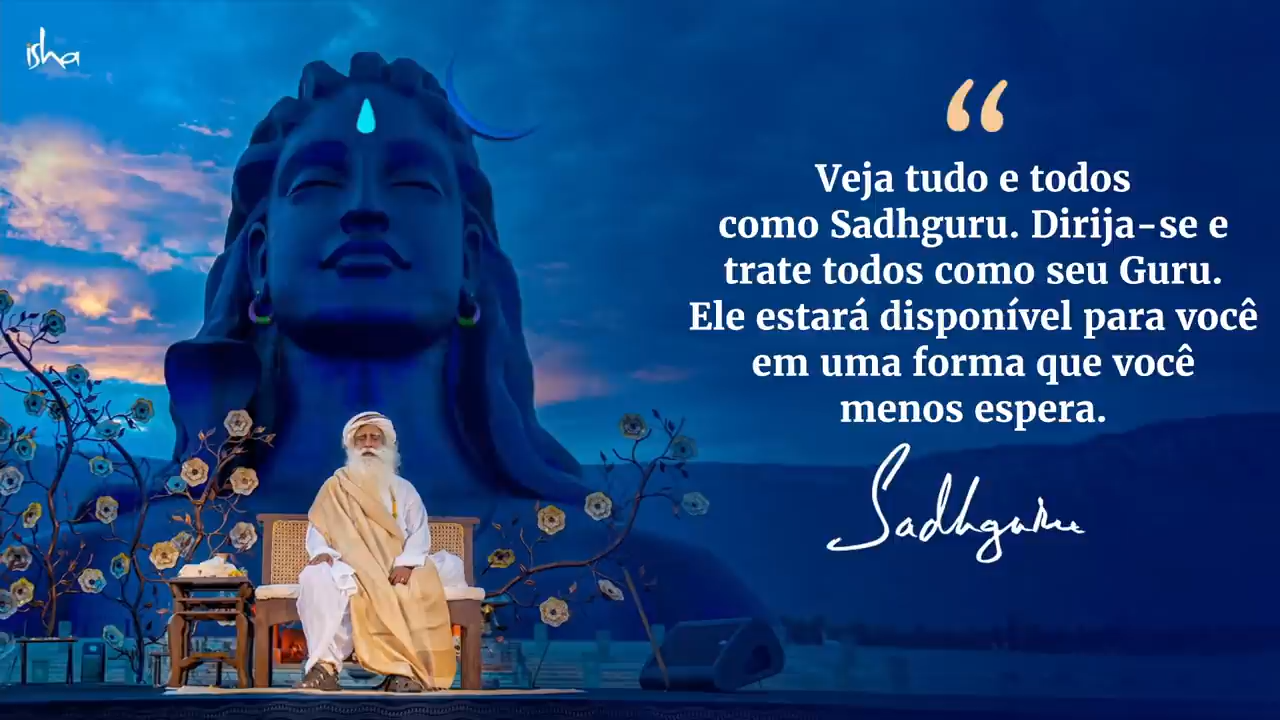 isha
“
Veja tudo e todos
como Sadhguru. Dirija-se e
trate todos como seu Guru.
Ele estará disponível para você
em uma forma que você
menos espera.
Sadhguru